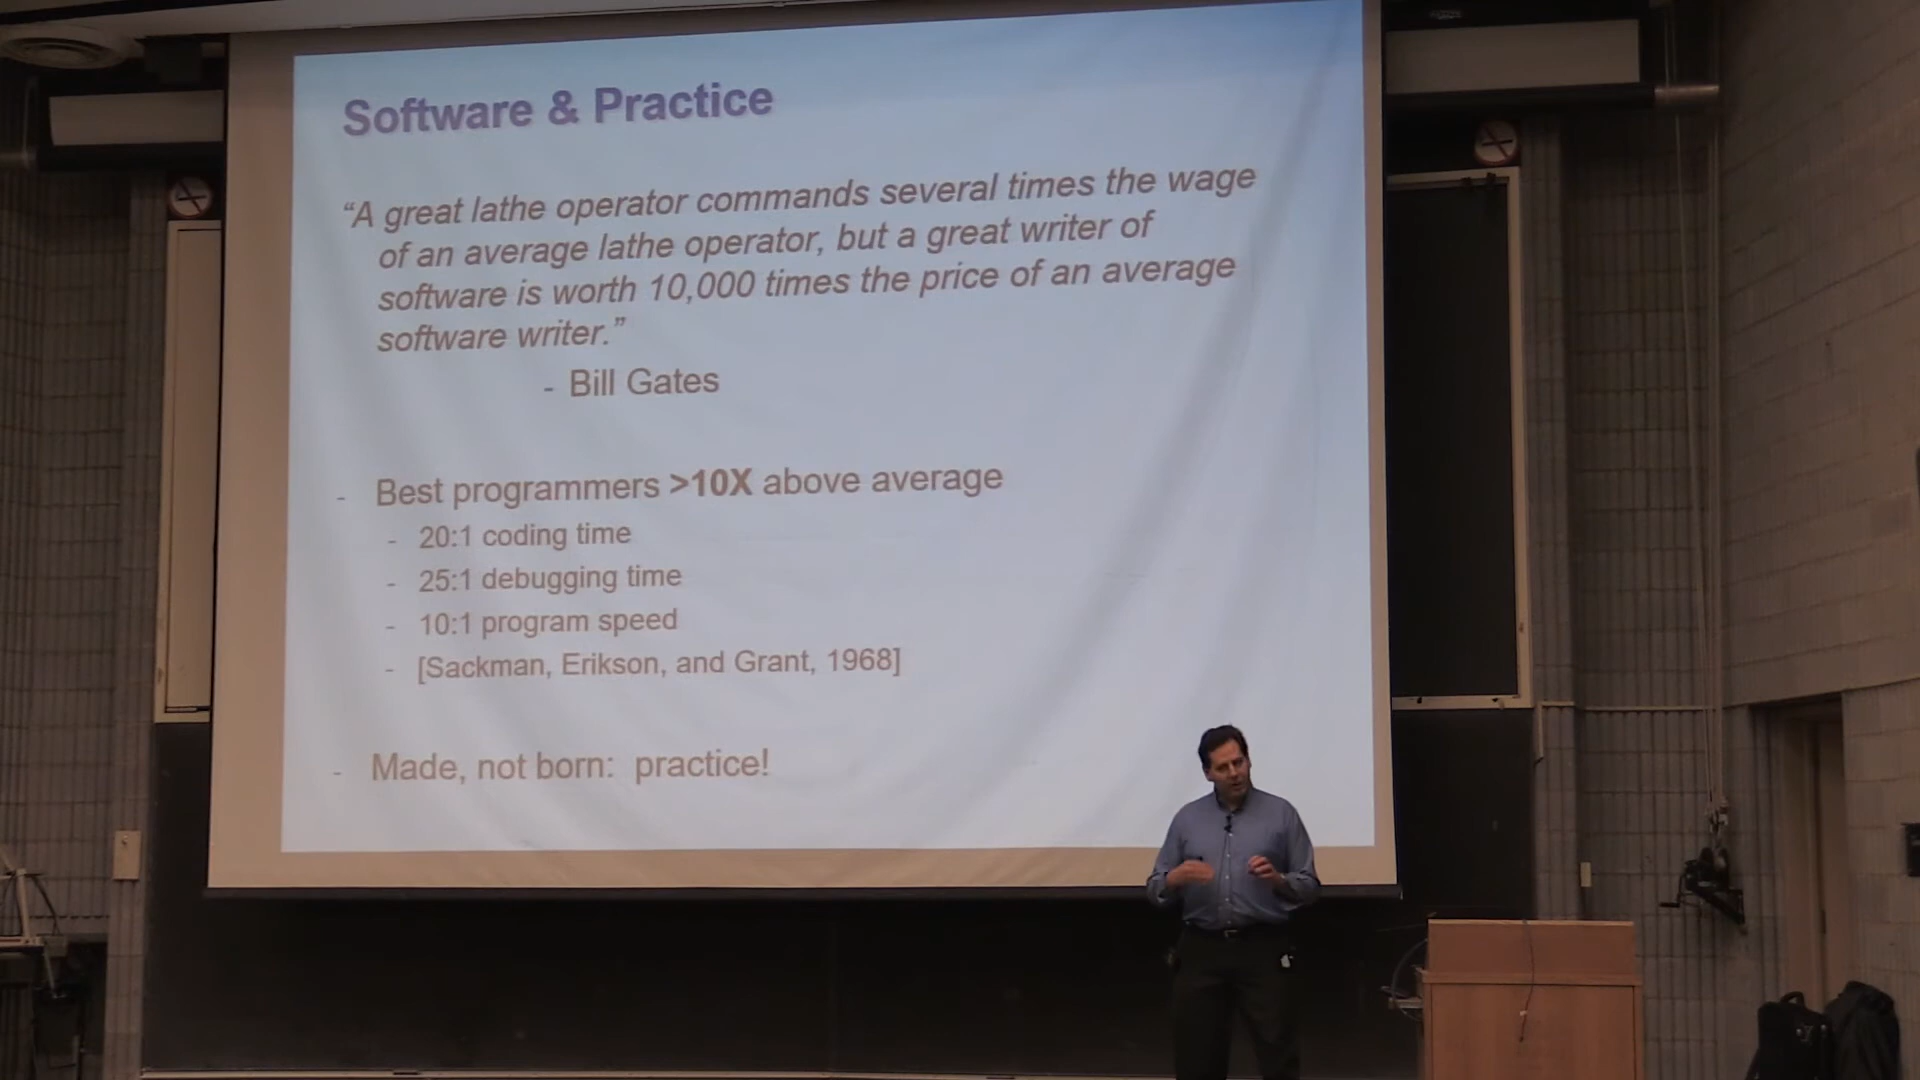 Software & Practice
“A great lathe operator commands several times the wage
of an average lathe operator, but a great writer of
software is worth 10,000 times the price of an average
software writer.”
- Bill Gates
- Best programmers >10X above average
- 20:1 coding time
- 25:1 debugging time
- 10:1 program speed
- [Sackman, Erikson, and Grant, 1968]
- Made, not born: practice!